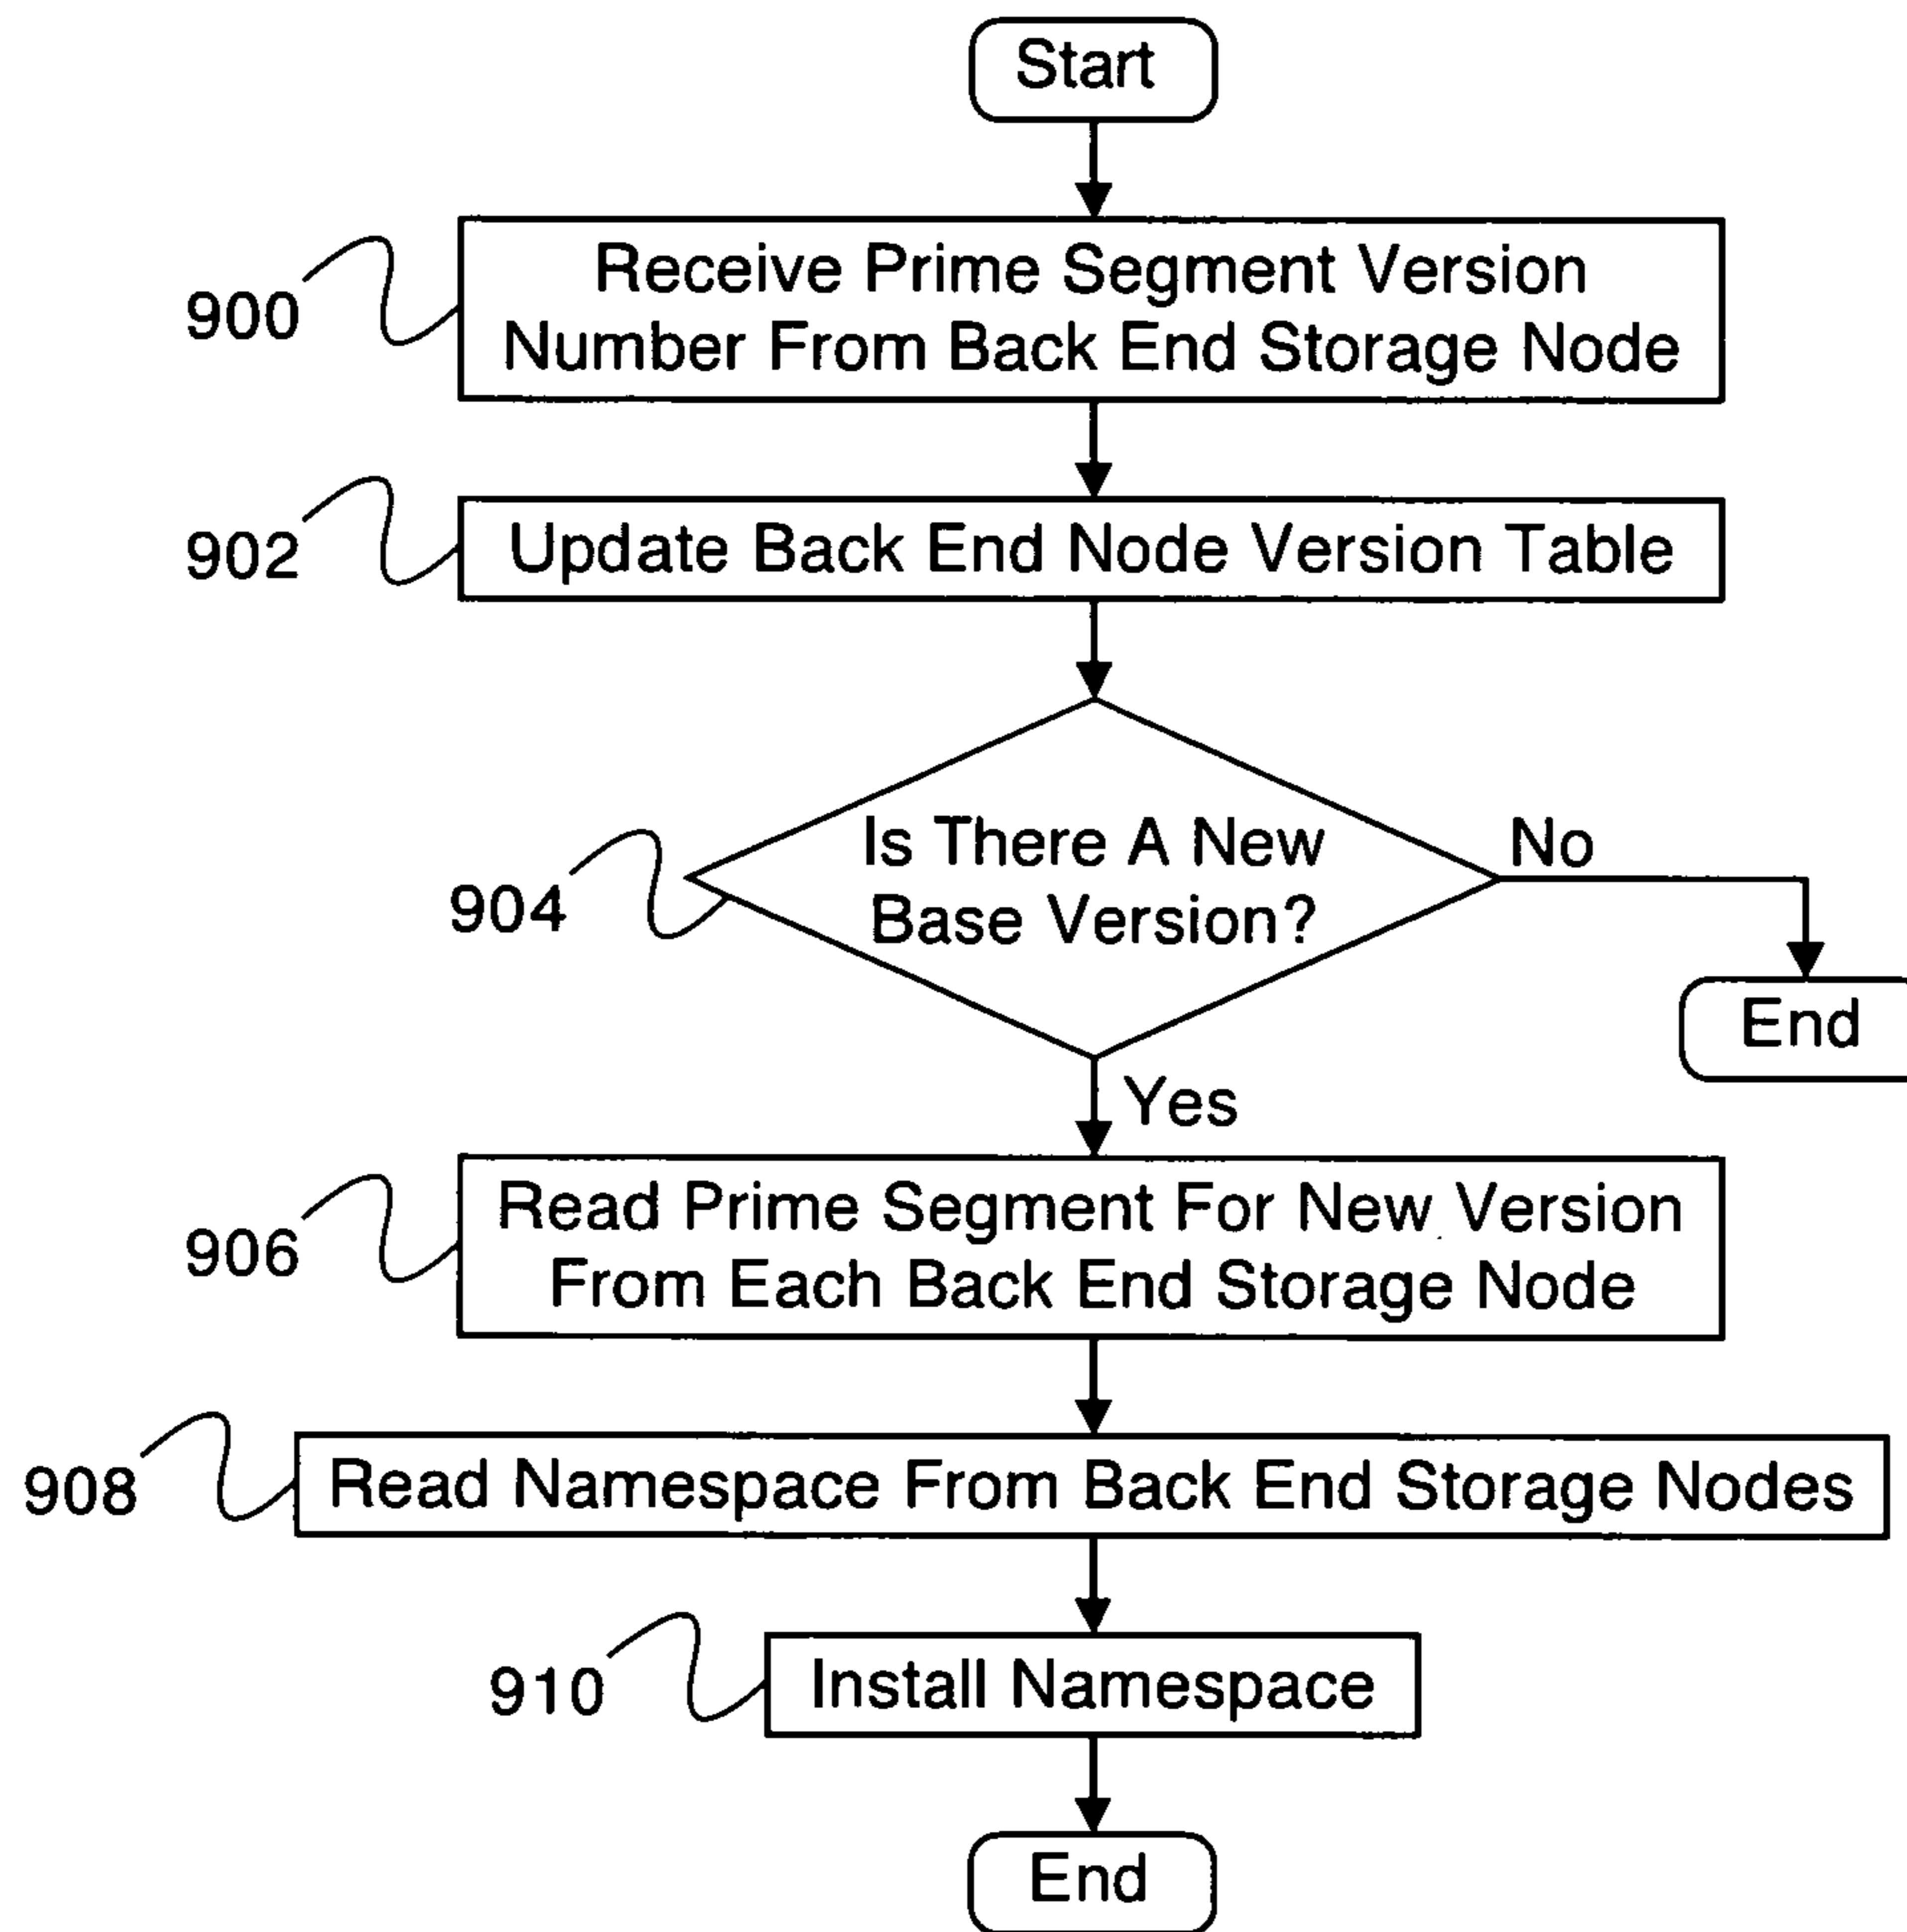 Start
900
Receive Prime Segment Version
Number From Back End Storage Node
902
Update Back End Node Version Table
904
Is There A New
Base Version?
No
End
Yes
906
Read Prime Segment For New Version
From Each Back End Storage Node
908
Read Namespace From Back End Storage Nodes
910
Install Namespace
End